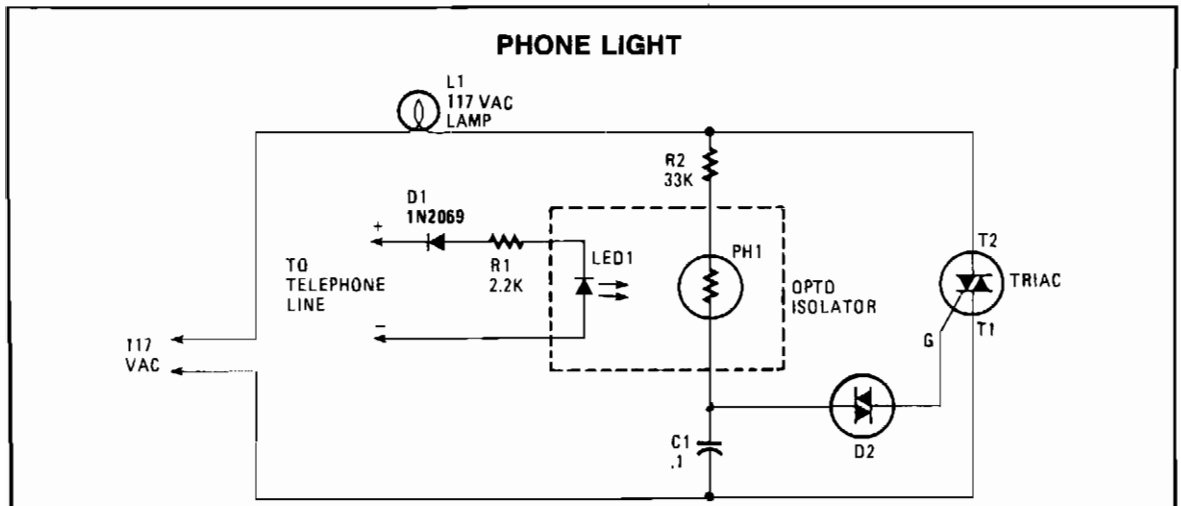 PHONE LIGHT
L1
117 VAC
LAMP
R2
33K
D1
1N2069
+
TO
TELEPHONE
LINE
R1
2.2K
LED1
PH1
OPTO
ISOLATOR
T2
TRIAC
T1
G
−
117
VAC
D2
C1
.1